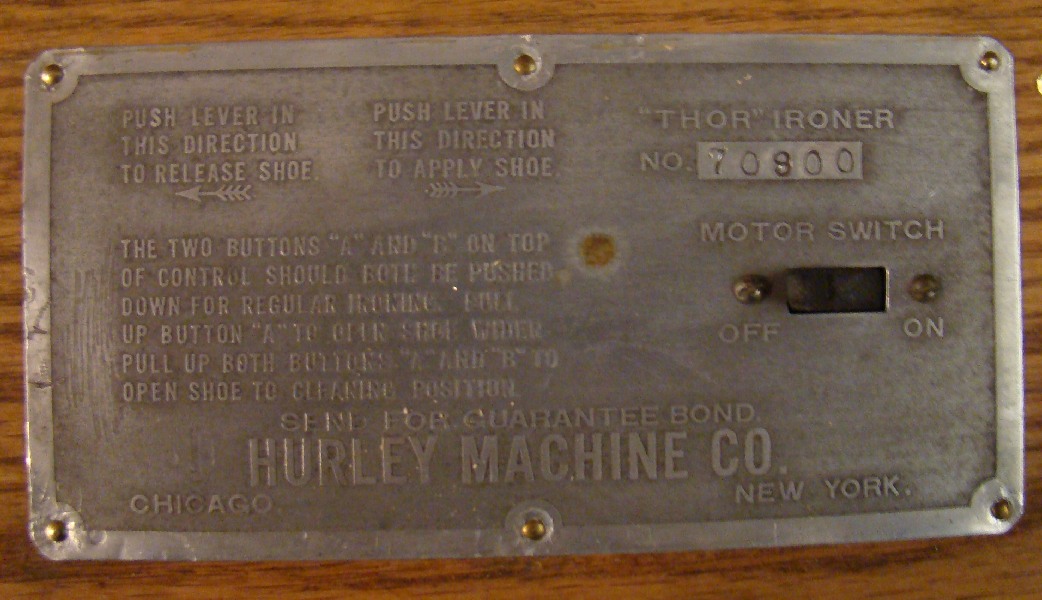 PUSH LEVER IN
THIS DIRECTION
TO RELEASE SHOE.
PUSH LEVER IN
THIS DIRECTION
TO APPLY SHOE.
"THOR" IRONER
NO. 70800
THE TWO BUTTONS "A" AND "B" ON TOP
OF CONTROL SHOULD BOTH BE PUSHED
DOWN FOR REGULAR IRONING. PULL
UP BUTTON "A" TO OPEN SHOE WIDER.
PULL UP BOTH BUTTONS "A" AND "B" TO
OPEN SHOE TO CLEANING POSITION.
MOTOR SWITCH
OFF
ON
SEND FOR GUARANTEE BOND.
HURLEY MACHINE CO.
CHICAGO.
NEW YORK.